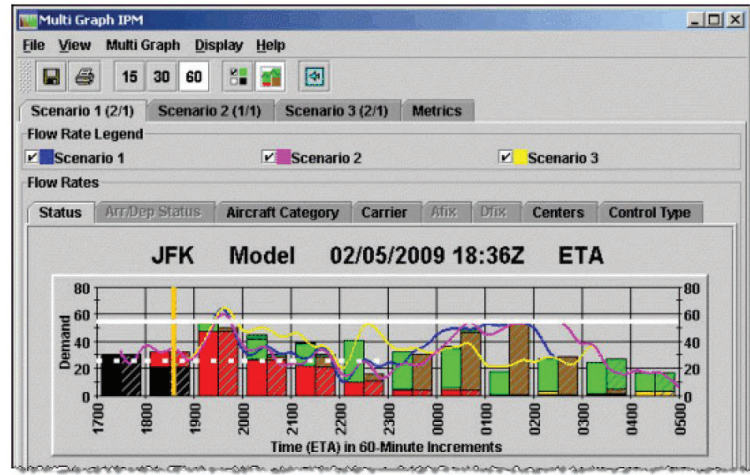 Multi Graph IPM
File View Multi Graph Display Help
15 30 60
Scenario 1 (2/1) Scenario 2 (1/1) Scenario 3 (2/1) Metrics
Flow Rate Legend
Scenario 1 Scenario 2 Scenario 3
Flow Rates
Status Arr/Dep Status Aircraft Category Carrier Afix Dfix Centers Control Type
JFK Model 02/05/2009 18:36Z ETA
80 80
60 60
Demand
40 40
20 20
0 0
1700 1800 1900 2000 2100 2200 2300 0000 0100 0200 0300 0400 0500
Time (ETA) in 60-Minute Increments